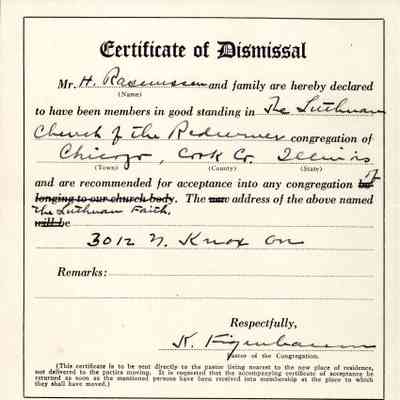 Certificate of Dismissal
Mr. H. Rasmussen and family are hereby declared
(Name)
to have been members in good standing in The Lutheran
Church of the Redeemer congregation of
Chicago, Cook Co. Illinois
(Town) (County) (State)
and are recommended for acceptance into any congregation be- of
longing to our church body. The new address of the above named
the Lutheran Faith.
will be
3012 N. Knox
Remarks:
Respectfully,
K. Eigenbaum
Pastor of the Congregation.
(This certificate is to be sent directly to the pastor living nearest to the new place of residence,
not delivered to the parties moving. It is requested that the accompanying certificate of acceptance be
returned as soon as the mentioned persons have been received into membership at the place to which
they shall have moved.)